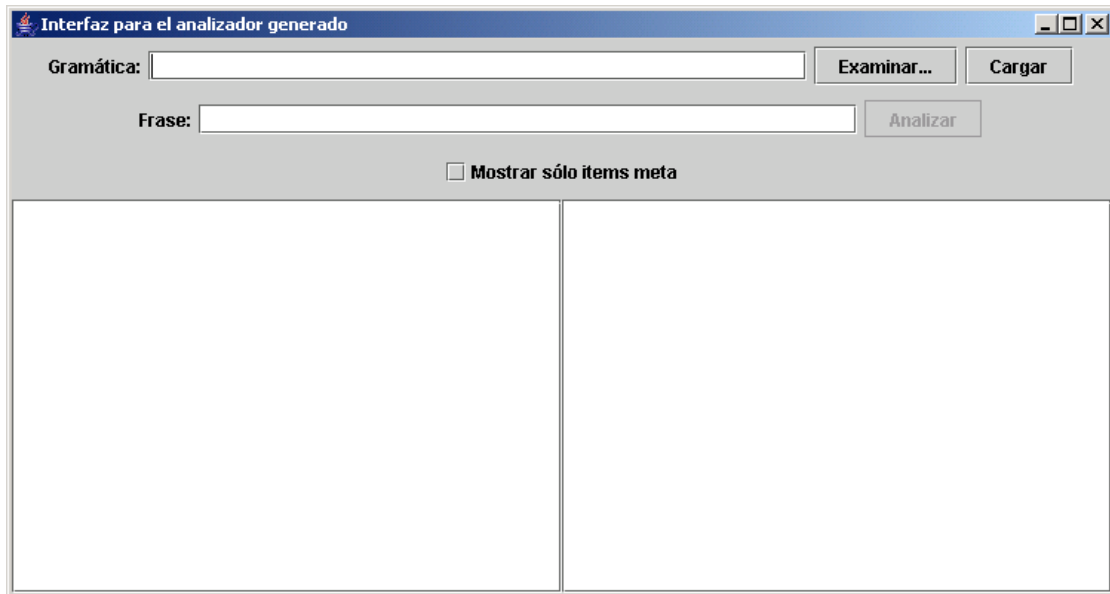 Interfaz para el analizador generado
Gramática: Examinar... Cargar
Frase: Analizar
Mostrar sólo items meta